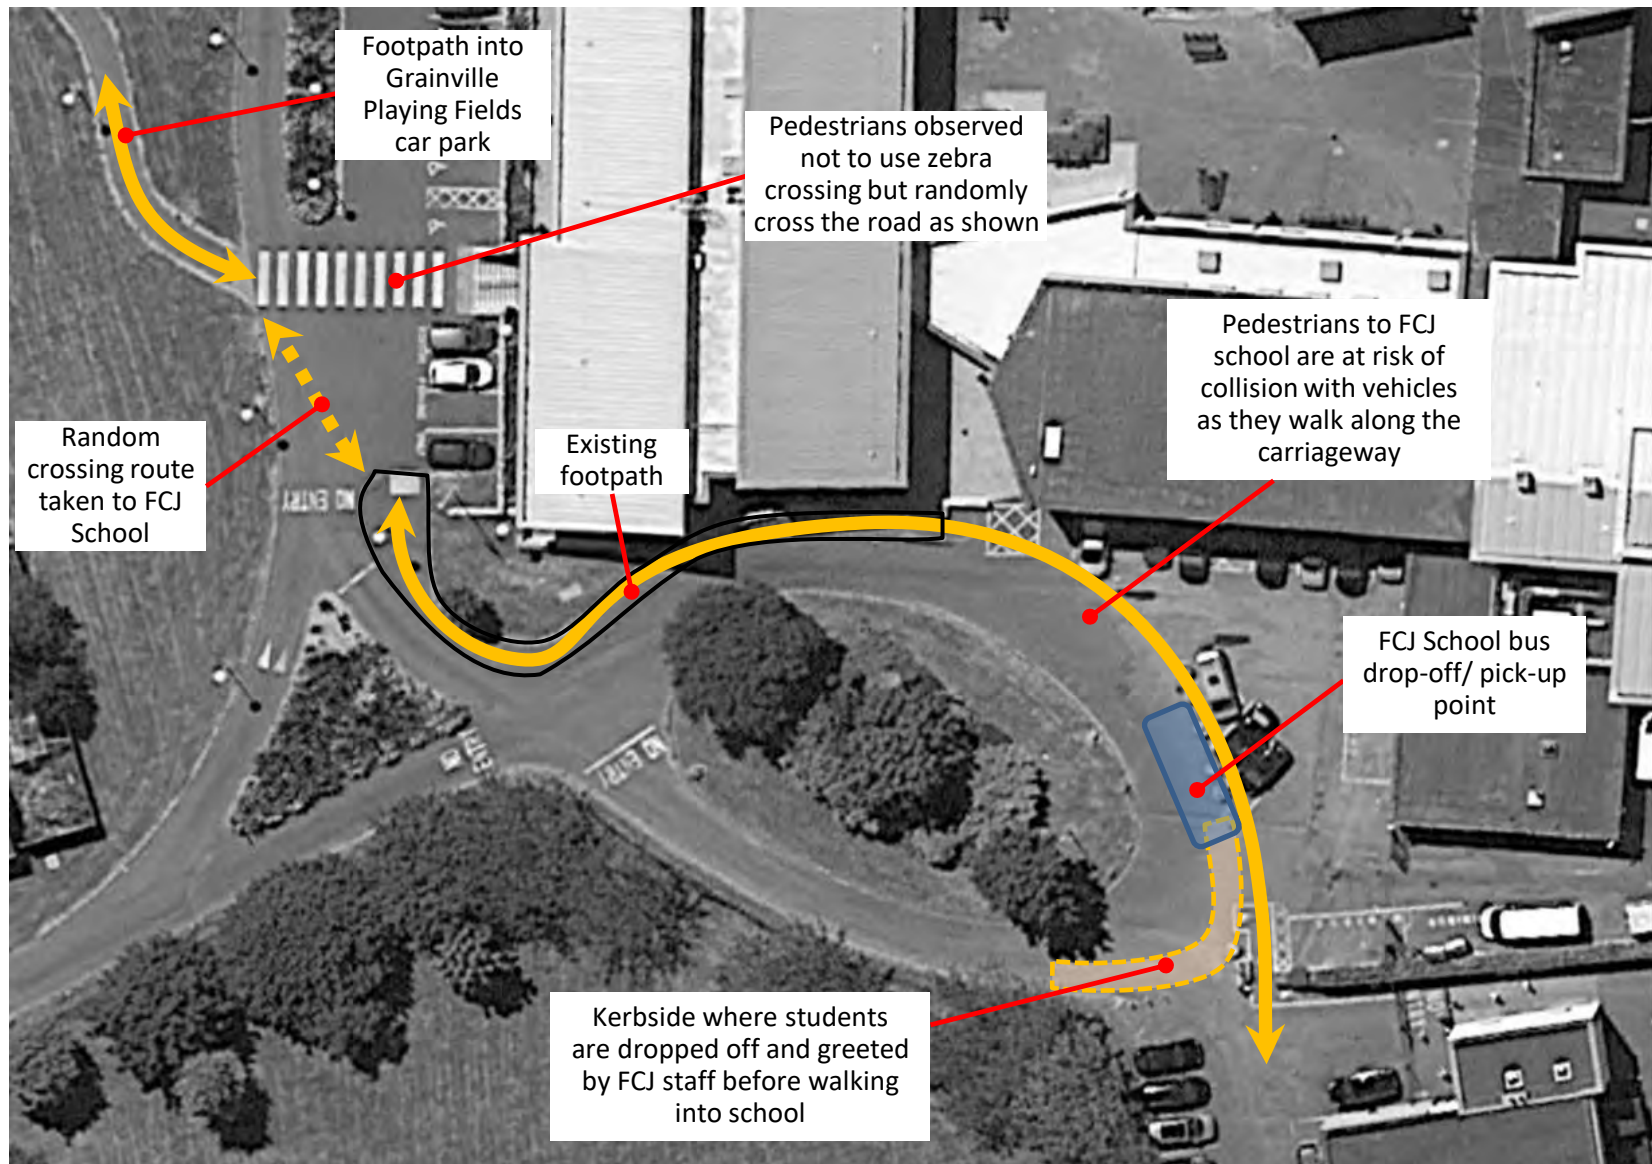 Footpath into
Grainville
Playing Fields
car park
Pedestrians observed
not to use zebra
crossing but randomly
cross the road as shown
Pedestrians to FCJ
school are at risk of
collision with vehicles
as they walk along the
carriageway
Random
crossing route
taken to FCJ
School
Existing
footpath
NO ENTRY
FCJ School bus
drop-off/ pick-up
point
NO ENTRY
Kerbside where students
are dropped off and greeted
by FCJ staff before walking
into school